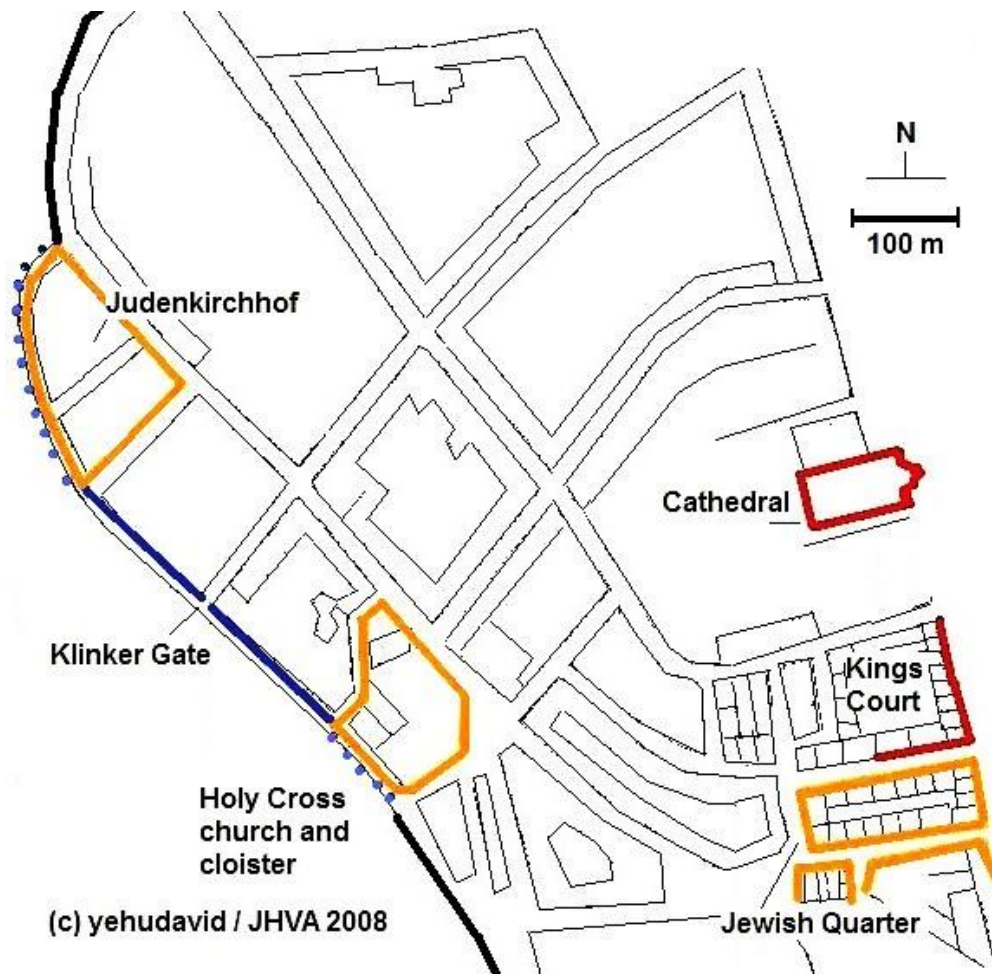 N
100 m
Judenkirchhof
Cathedral
Klinker Gate
Kings
Court
Holy Cross
church and
cloister
Jewish Quarter
(c) yehudavid / JHVA 2008